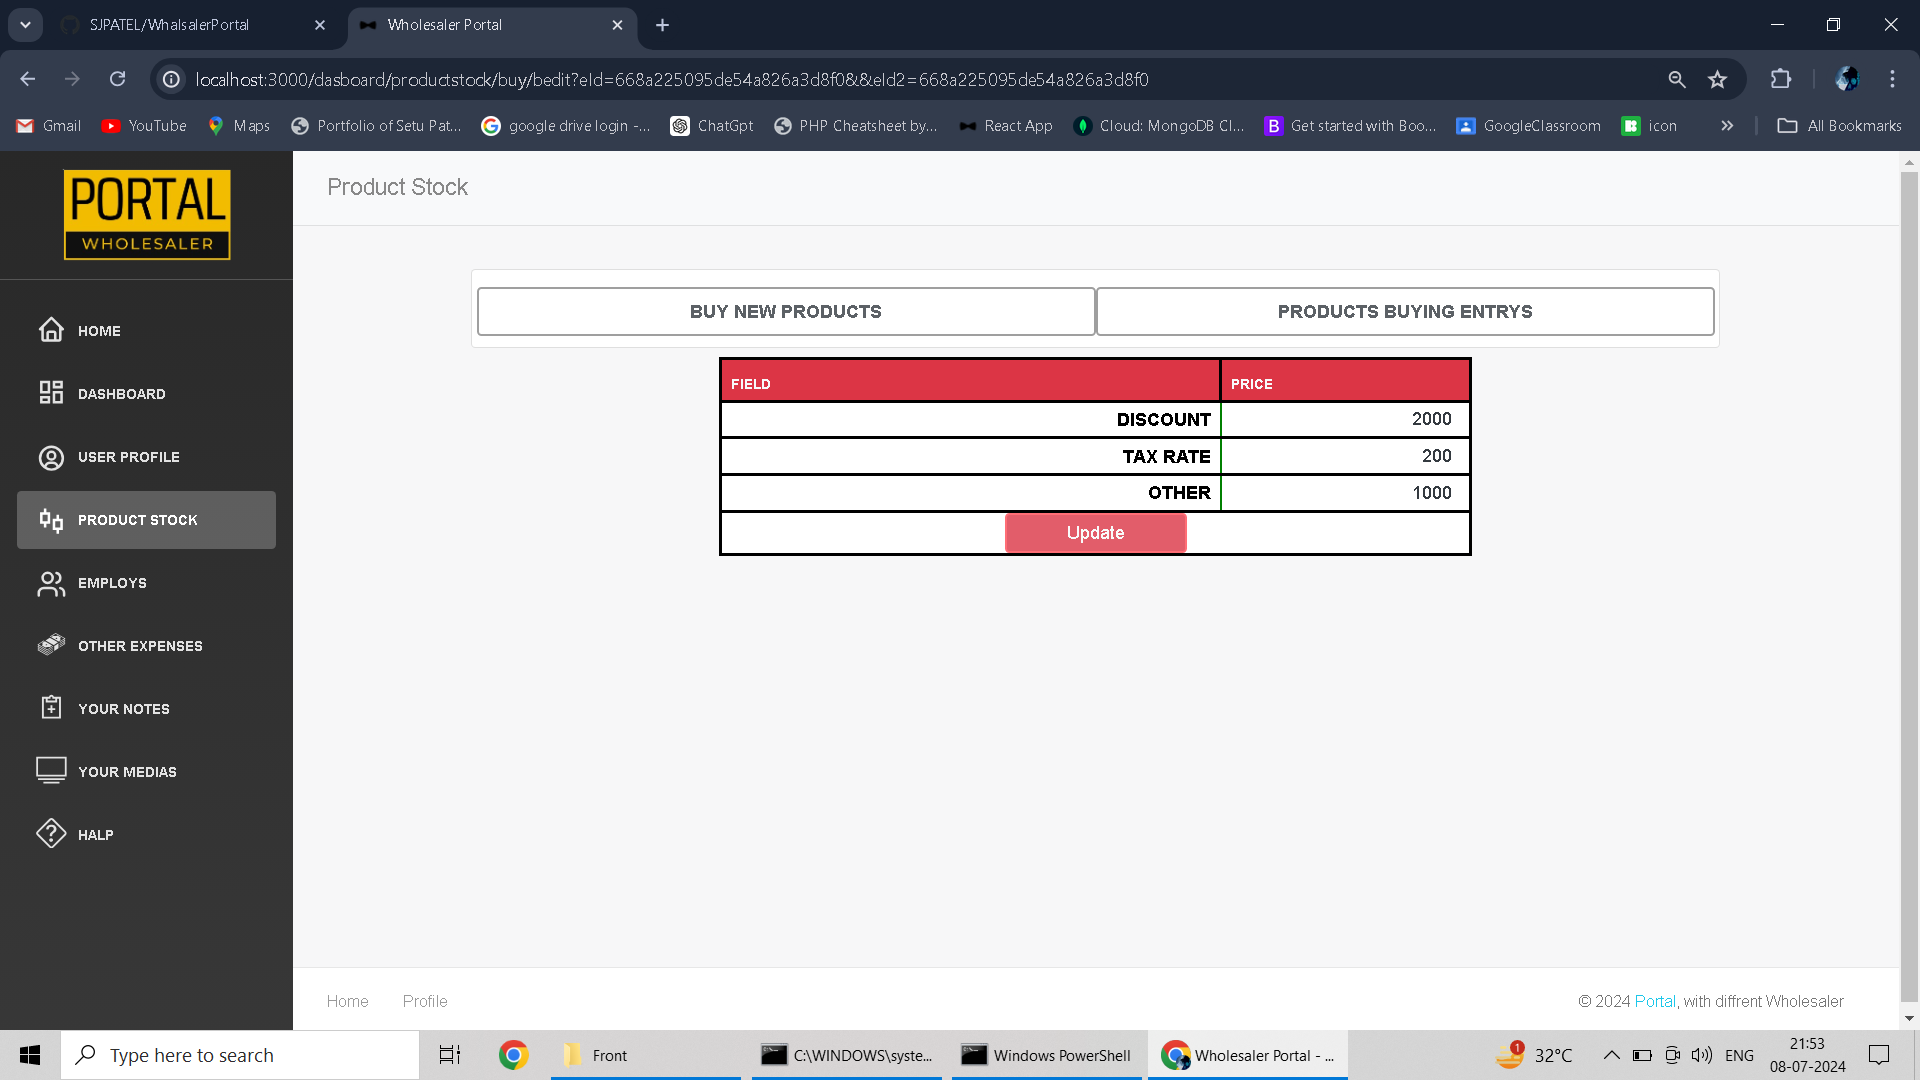 SJPATEL/WhalsalerPortal
Wholesaler Portal
localhost:3000/dasboard/productstock/buy/bedit?eId=668a225095de54a826a3d8f0&&eId2=668a225095de54a826a3d8f0
Gmail
YouTube
Maps
Portfolio of Setu Pat...
google drive login -...
ChatGpt
PHP Cheatsheet by...
React App
Cloud: MongoDB Cl...
B
Get started with Boo...
GoogleClassroom
icon
All Bookmarks
PORTAL
WHOLESALER
HOME
DASHBOARD
USER PROFILE
PRODUCT STOCK
EMPLOYS
OTHER EXPENSES
YOUR NOTES
YOUR MEDIAS
HALP
Product Stock
BUY NEW PRODUCTS
PRODUCTS BUYING ENTRYS
FIELD PRICE
DISCOUNT 2000
TAX RATE 200
OTHER 1000
Update
Home
Profile
© 2024 Portal, with diffrent Wholesaler
Type here to search
Front
C:\WINDOWS\syste...
Windows PowerShell
Wholesaler Portal - ...
1
32°C
ENG
21:53
08-07-2024